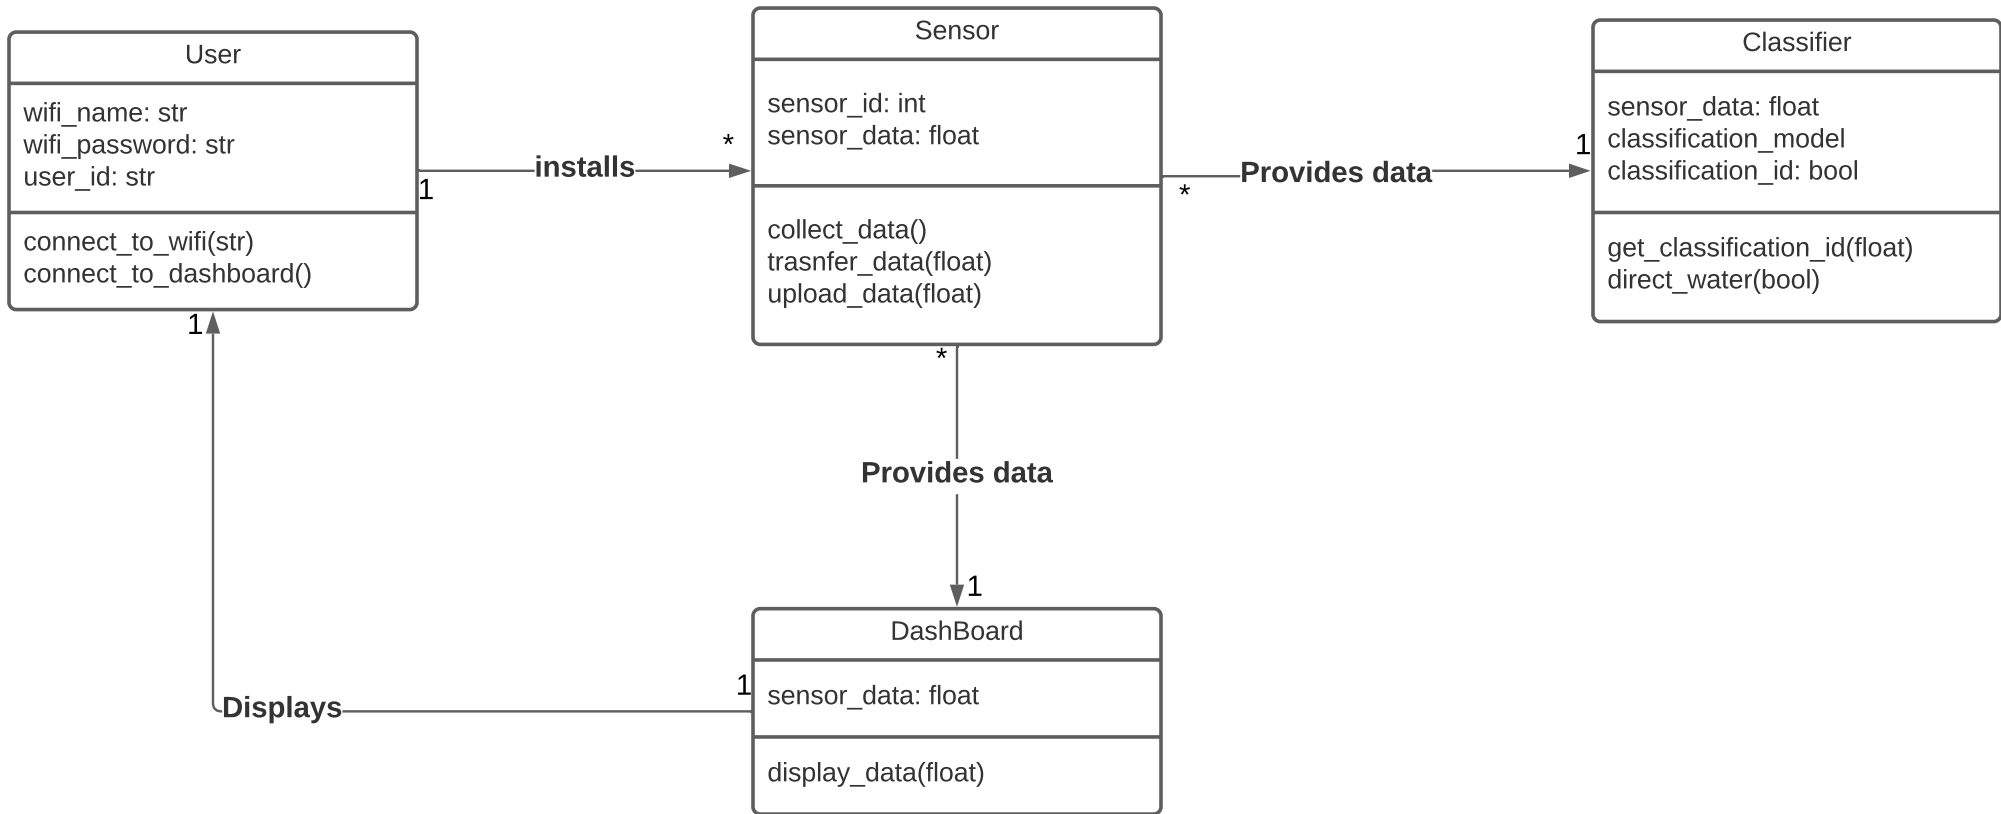 User
wifi_name: str
wifi_password: str
user_id: str
connect_to_wifi(str)
connect_to_dashboard()
1
installs
*
Sensor
sensor_id: int
sensor_data: float
collect_data()
trasnfer_data(float)
upload_data(float)
*
Provides data
1
Classifier
sensor_data: float
classification_model
classification_id: bool
get_classification_id(float)
direct_water(bool)
*
Provides data
1
DashBoard
sensor_data: float
display_data(float)
1
Displays
1